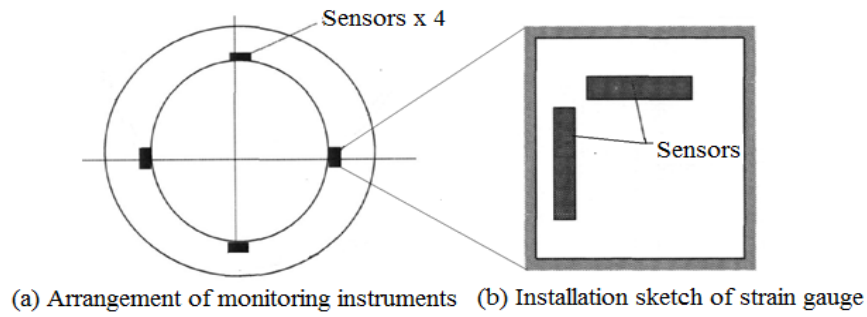 Sensors x 4
Sensors
(a) Arrangement of monitoring instruments
(b) Installation sketch of strain gauge